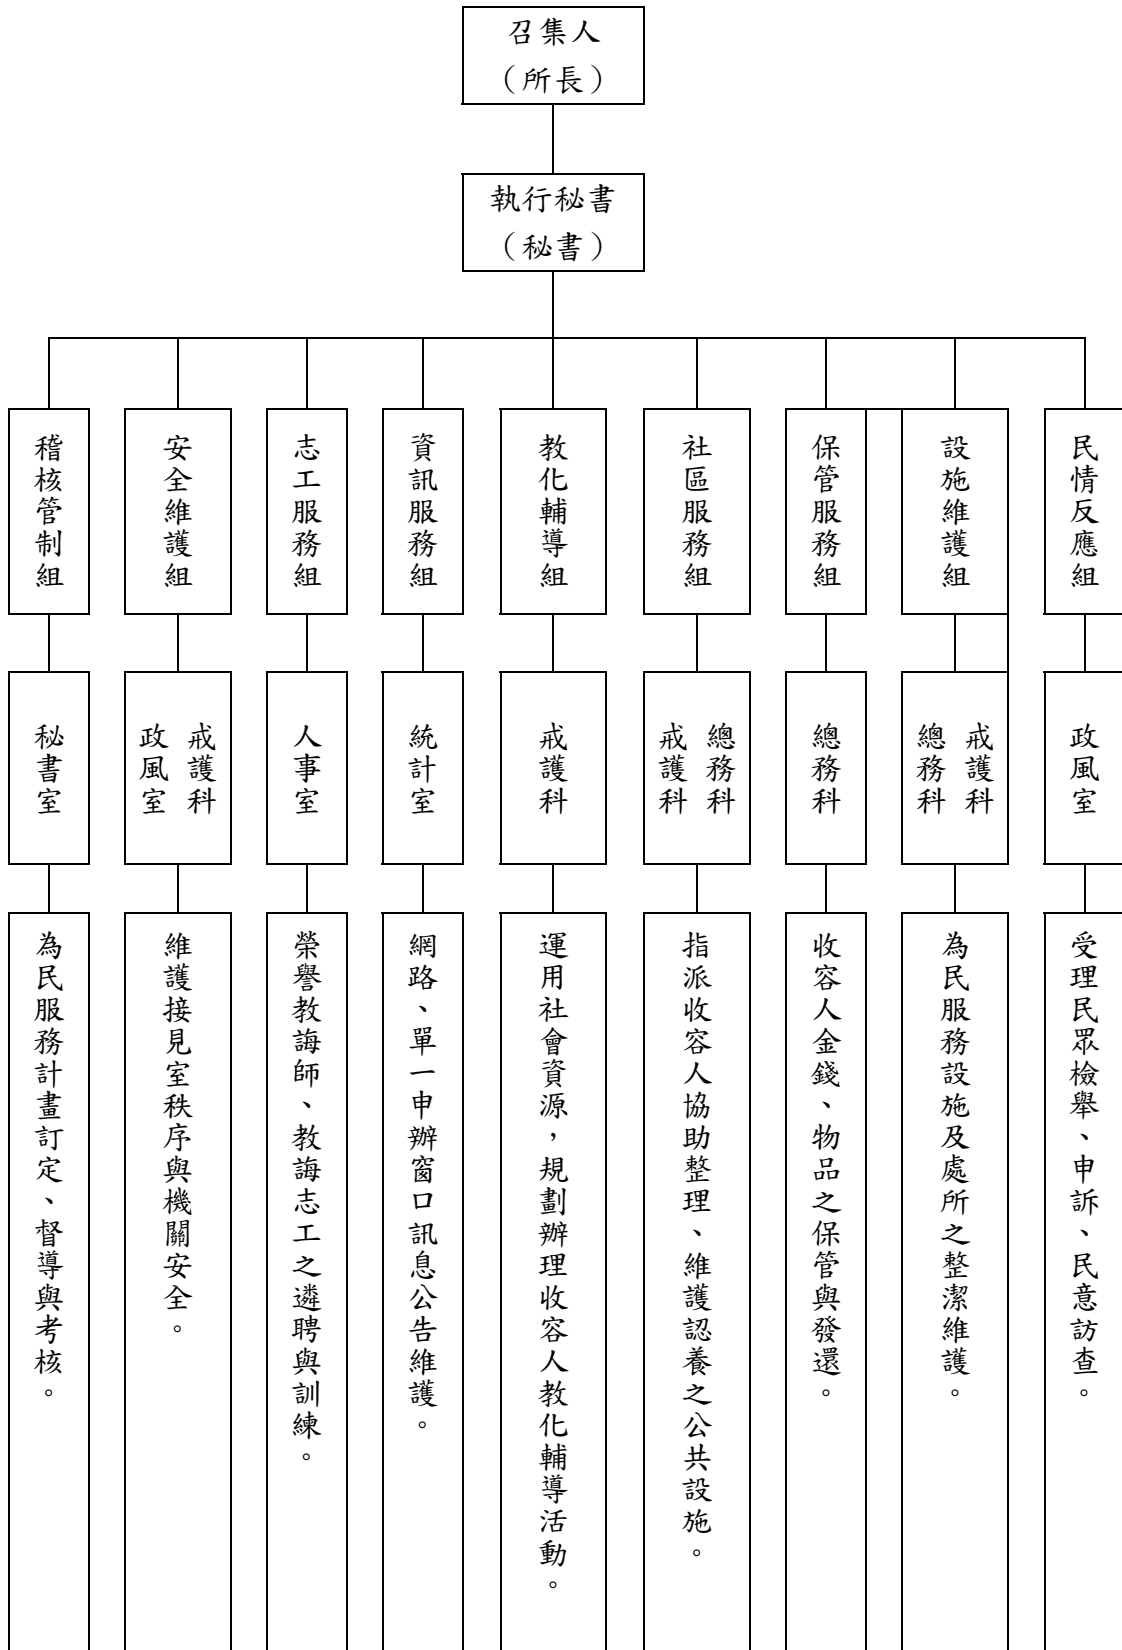 召集人
（所長）
執行秘書
（秘書）
稽核管制組
安全維護組
志工服務組
資訊服務組
教化輔導組
社區服務組
保管服務組
設施維護組
民情反應組
秘書室
戒護科
政風室
人事室
統計室
戒護科
總務科
戒護科
總務科
戒護科
總務科
政風室
為民服務計畫訂定、督導與考核。
維護接見室秩序與機關安全。
榮譽教誨師、教誨志工之遴聘與訓練。
網路、單一申辦窗口訊息公告維護。
運用社會資源，規劃辦理收容人教化輔導活動。
指派收容人協助整理、維護認養之公共設施。
收容人金錢、物品之保管與發還。
為民服務設施及處所之整潔維護。
受理民眾檢舉、申訴、民意訪查。